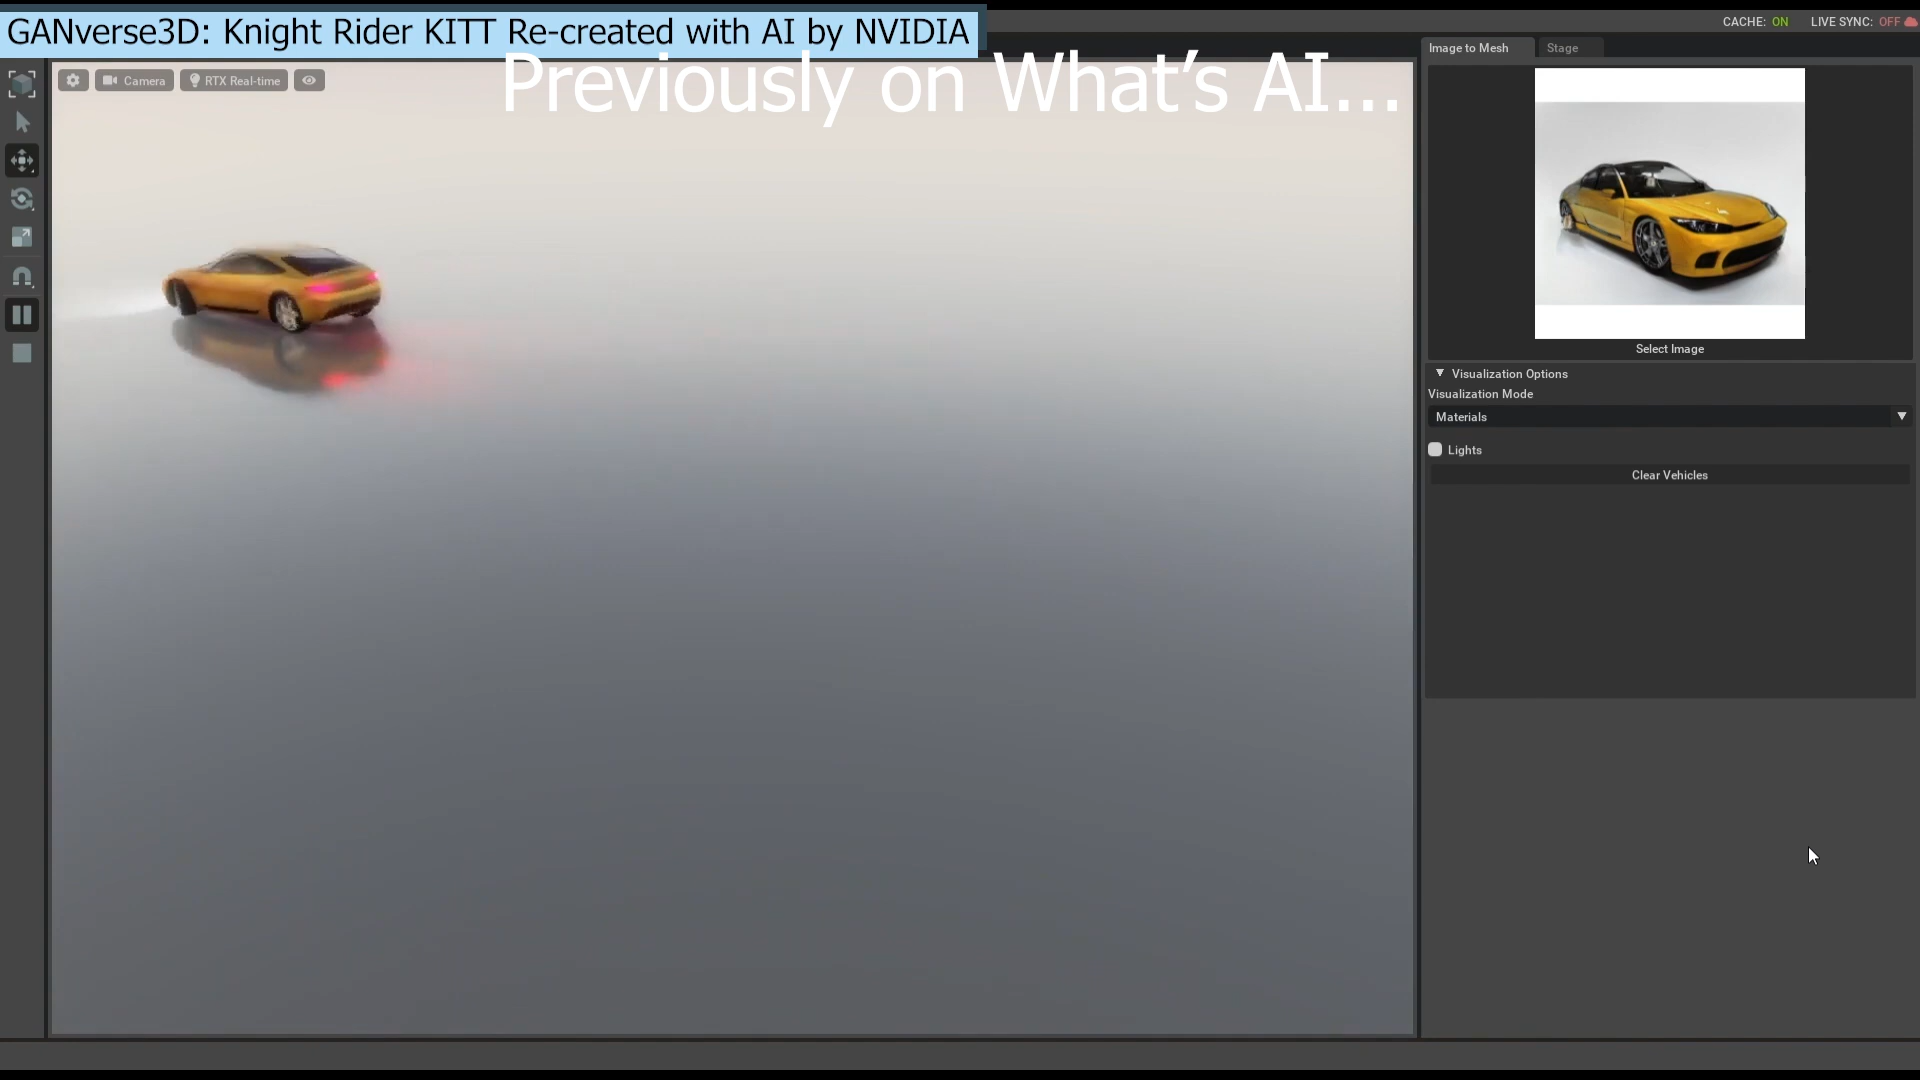 GANverse3D: Knight Rider KITT Re-created with AI by NVIDIA
Previously on What's AI...
CACHE: ON LIVE SYNC: OFF
Image to Mesh Stage
Camera RTX Real-time
Select Image
Visualization Options
Visualization Mode
Materials
Lights
Clear Vehicles